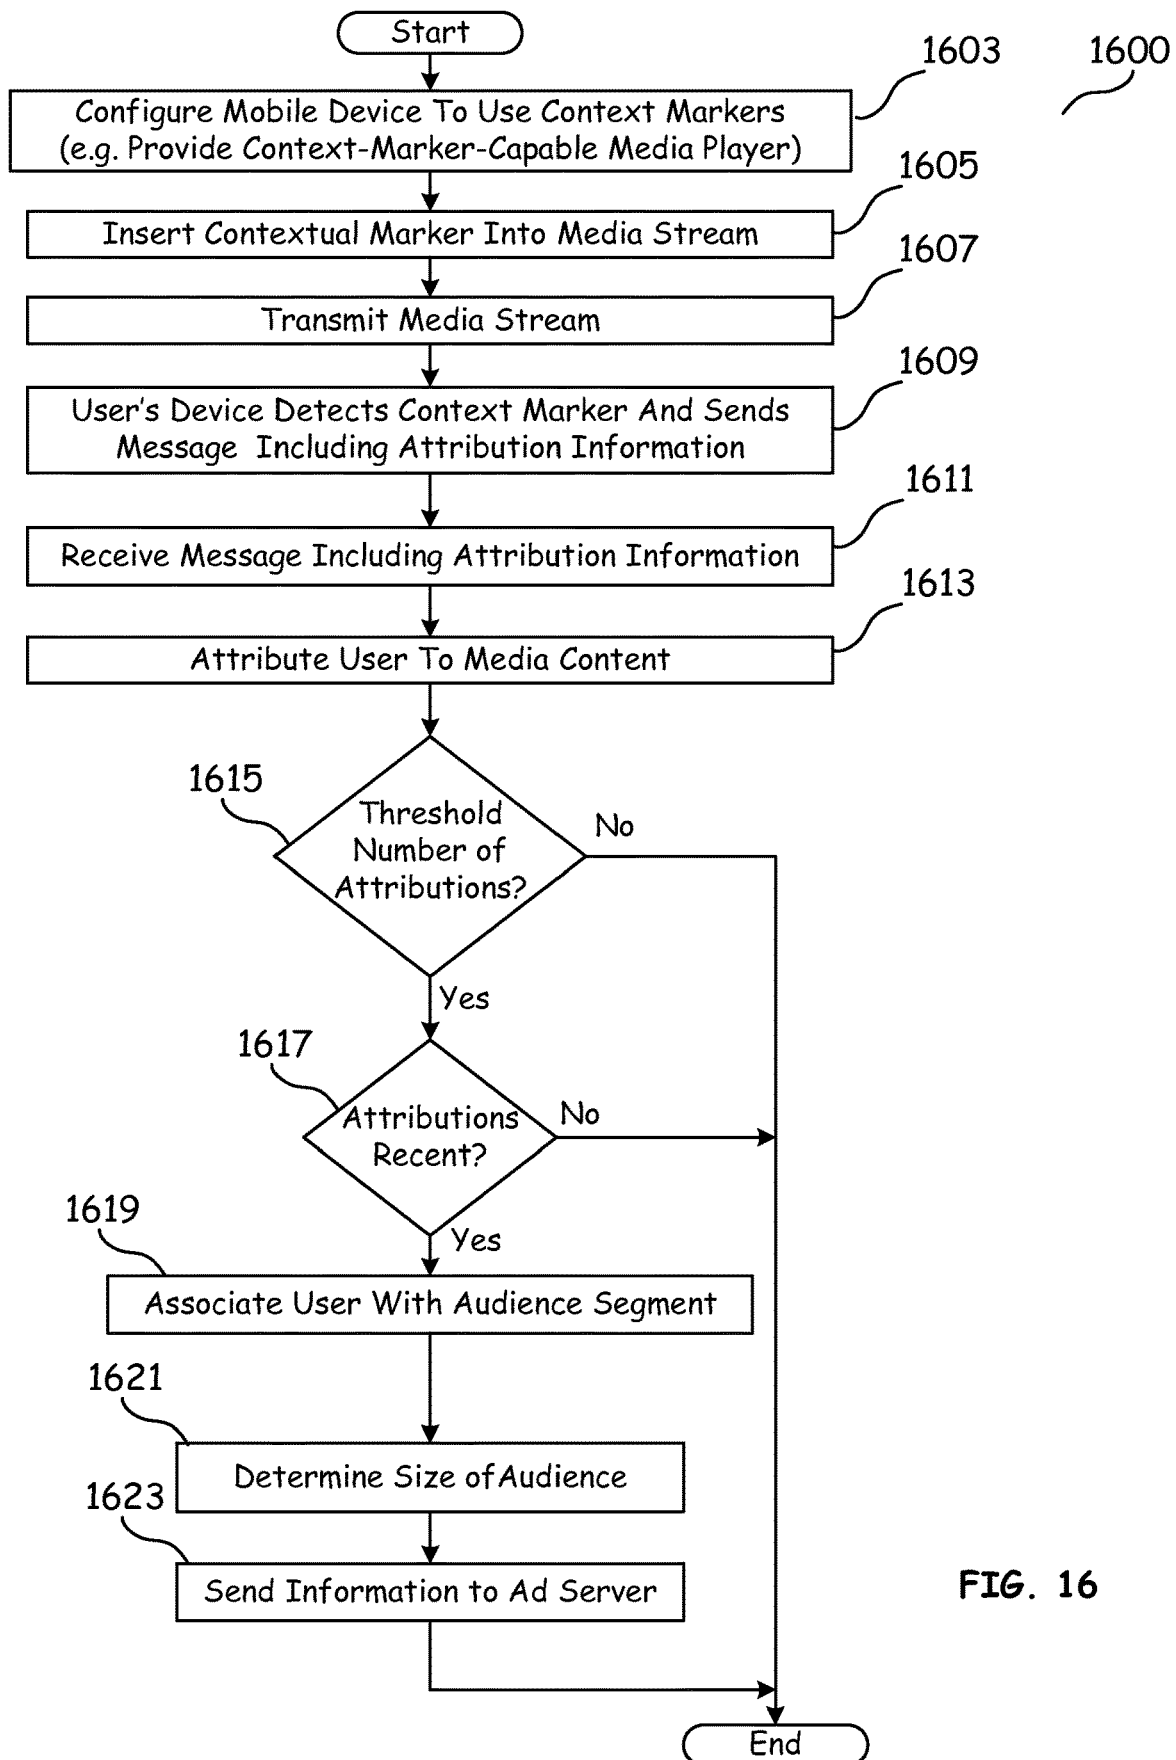 Start
1603
1600
Configure Mobile Device To Use Context Markers
(e.g. Provide Context-Marker-Capable Media Player)
1605
Insert Contextual Marker Into Media Stream
1607
Transmit Media Stream
1609
User's Device Detects Context Marker And Sends
Message Including Attribution Information
1611
Receive Message Including Attribution Information
1613
Attribute User To Media Content
1615
Threshold
Number of
Attributions?
No
Yes
1617
Attributions
Recent?
No
Yes
1619
Associate User With Audience Segment
1621
Determine Size of Audience
1623
Send Information to Ad Server
FIG. 16
End